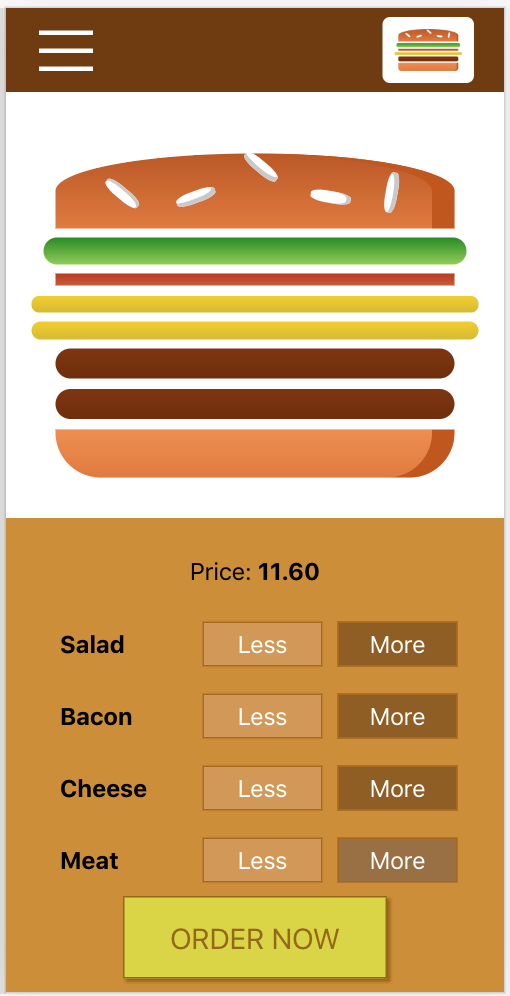 Price: 11.60
Salad Less More
Bacon Less More
Cheese Less More
Meat Less More
ORDER NOW